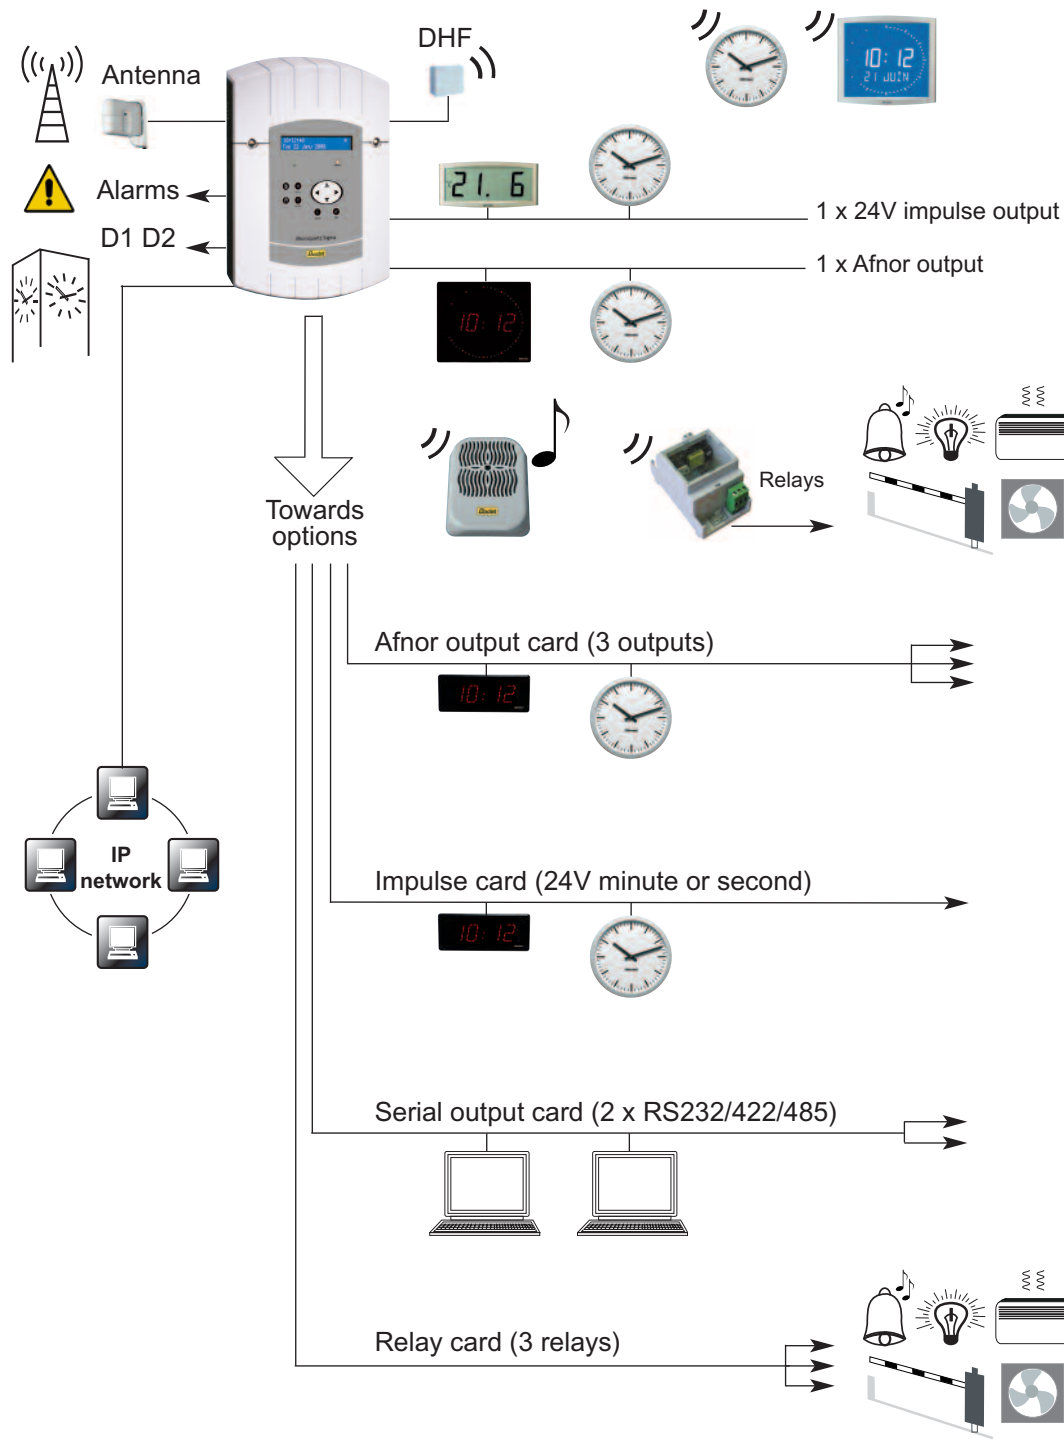 DHF
Antenna
10:12
21 JUIN
Alarms
21. 6
1 x 24V impulse output
D1 D2
1 x Afnor output
10:12
Relays
Towards
options
Afnor output card (3 outputs)
10:12
IP
network
Impulse card (24V minute or second)
10:12
Serial output card (2 x RS232/422/485)
Relay card (3 relays)